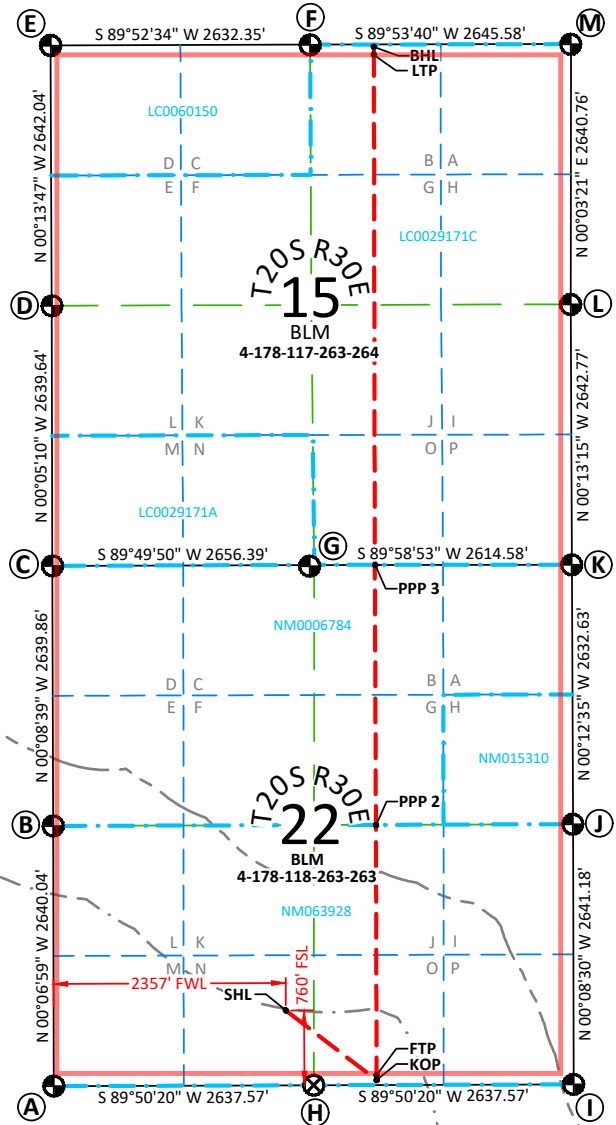 E
S 89°52'34" W 2632.35'
F
S 89°53'40" W 2645.58'
M
BHL
LTP
N 00°13'47" W 2642.04'
LC0060150
N 00°03'21" E 2640.76'
D C
B A
E F
G H
LC0029171C
T20S R30E
15
BLM
4-178-117-263-264
D
L
N 00°05'10" W 2639.64'
N 00°13'15" W 2642.77'
L K
J I
M N
O P
LC0029171A
G
C
S 89°49'50" W 2656.39'
S 89°58'53" W 2614.58'
K
PPP 3
NM0006784
N 00°08'39" W 2639.86'
N 00°12'35" W 2632.63'
D C
B A
E F
G H
NM015310
T20S R30E
22
BLM
4-178-118-263-263
PPP 2
B
J
NM063928
N 00°06'59" W 2640.04'
N 00°08'30" W 2641.18'
L K
J I
M N
O P
2357' FWL
760' FSL
SHL
FTP
KOP
A
S 89°50'20" W 2637.57'
H
S 89°50'20" W 2637.57'
I